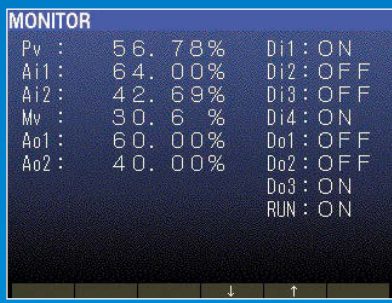 MONITOR
Pv : 56. 78% Di1 : ON
Ai1 : 64. 00% Di2 : OFF
Ai2 : 42. 69% Di3 : OFF
Mv : 30. 6 % Di4 : ON
Ao1 : 60. 00% Do1 : OFF
Ao2 : 40. 00% Do2 : OFF
Do3 : ON
RUN : ON
↓ ↑